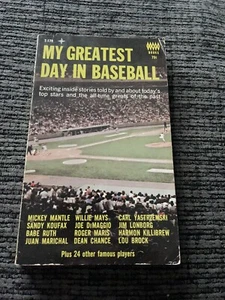 MY GREATEST
DAY IN BASEBALL
Exciting inside stories told by and about today's
top stars and the all-time greats of the past
MICKEY MANTLE WILLIE MAYS CARL YASTRZEMSKI
SANDY KOUFAX JOE DiMAGGIO JIM LONBORG
BABE RUTH ROGER MARIS HARMON KILLIBREW
JUAN MARICHAL DEAN CHANCE LOU BROCK
Plus 24 other famous players